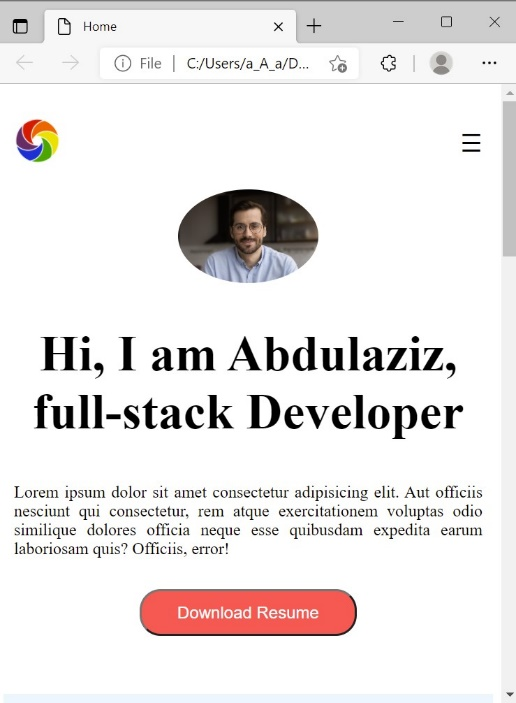 Home
File
C:/Users/a_A_a/D...
Hi, I am Abdulaziz,
full-stack Developer
Lorem ipsum dolor sit amet consectetur adipisicing elit. Aut officiis
nesciunt qui consectetur, rem atque exercitationem voluptas odio
similique dolores officia neque esse quibusdam expedita earum
laboriosam quis? Officiis, error!
Download Resume